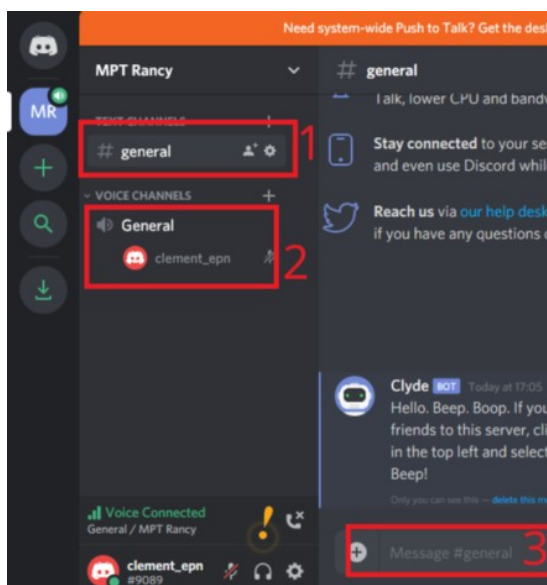 Need system-wide Push to Talk? Get the des
MPT Rancy
# general
Talk, lower CPU and bandw
MR
TEXT CHANNELS
# general
1
Stay connected to your se
and even use Discord while
VOICE CHANNELS
General
clement_epn
2
Reach us via our help desk
if you have any questions o
Clyde BOT Today at 17:05
Hello. Beep. Boop. If you
friends to this server, cli
in the top left and select
Beep!
Only you can see this — delete this me
Voice Connected
General / MPT Rancy
clement_epn
#9089
Message #general
3